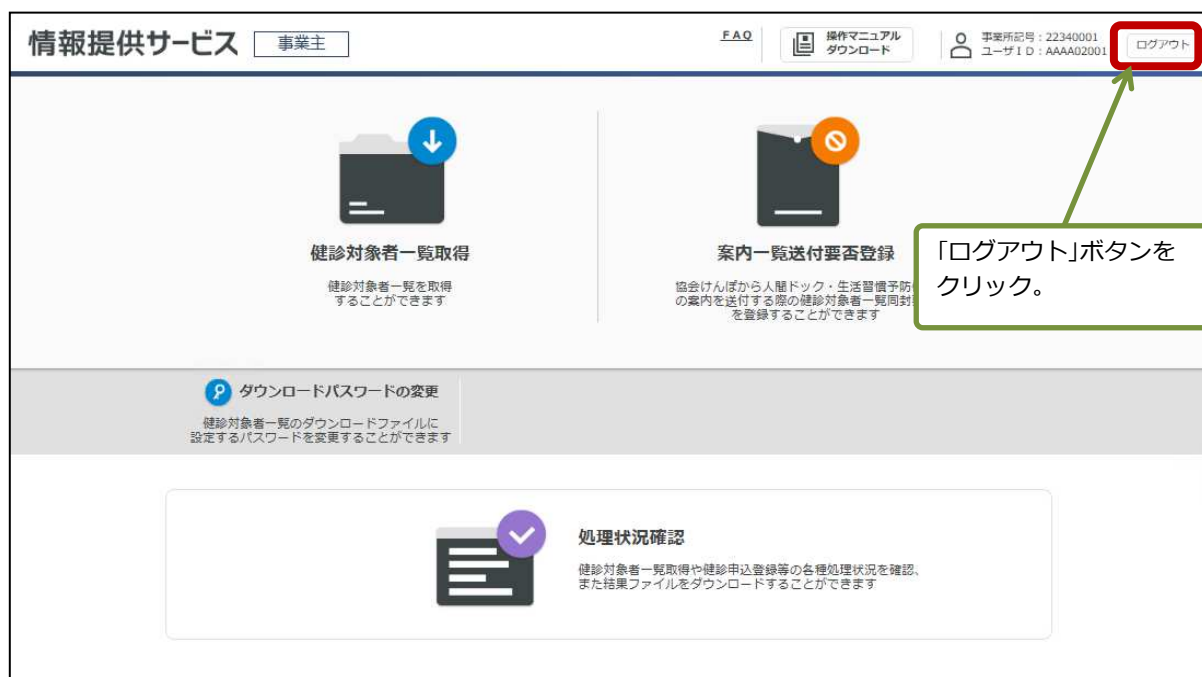 情報提供サービス 事業主
FAQ
操作マニュアル
ダウンロード
事業所記号：22340001
ユーザID：AAAA02001
ログアウト
健診対象者一覧取得
健診対象者一覧を取得
することができます
案内一覧送付要否登録
協会けんぽから人間ドック・生活習慣予防
の案内を送付する際の健診対象者一覧同封
を登録することができます
「ログアウト」ボタンを
クリック。
ダウンロードパスワードの変更
健診対象者一覧のダウンロードファイルに
設定するパスワードを変更することができます
処理状況確認
健診対象者一覧取得や健診申込登録等の各種処理状況を確認、
また結果ファイルをダウンロードすることができます